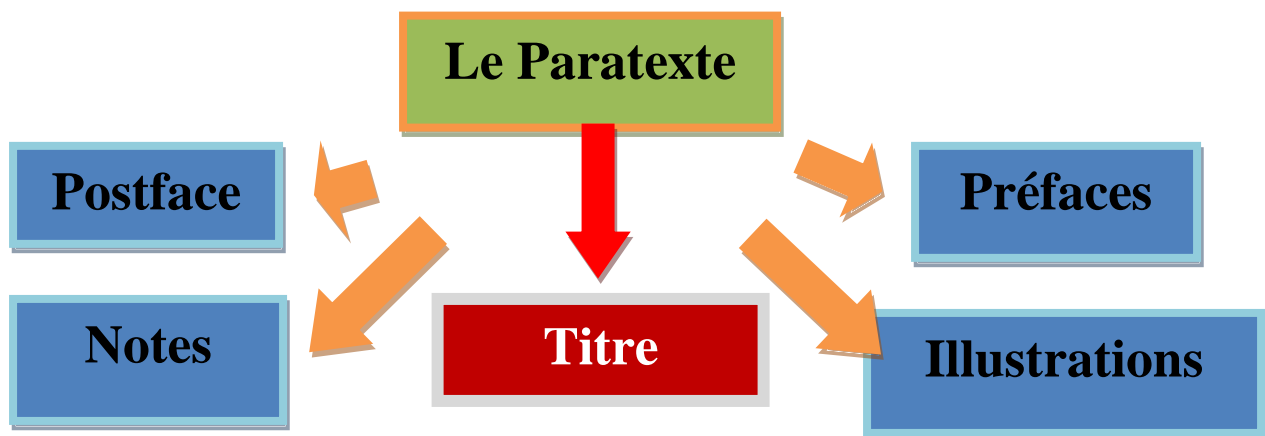 Le Paratexte
Postface
Préfaces
Notes
Titre
Illustrations